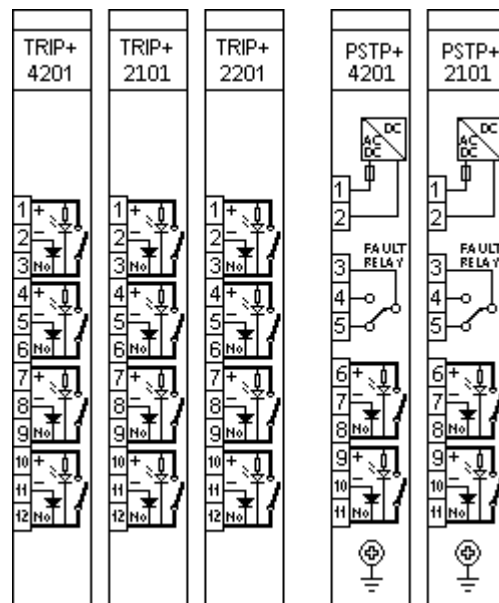 TRIP+
4201
1 +
2 −
3 No
4 +
5 −
6 No
7 +
8 −
9 No
10 +
11 −
12 No
TRIP+
2101
1 +
2 −
3 No
4 +
5 −
6 No
7 +
8 −
9 No
10 +
11 −
12 No
TRIP+
2201
1 +
2 −
3 No
4 +
5 −
6 No
7 +
8 −
9 No
10 +
11 −
12 No
PSTP+
4201
DC
AC
DC
1
2
FAULT
3 RELAY
4
5
6 +
7 −
8 No
9 +
10 −
11 No
PSTP+
2101
DC
AC
DC
1
2
FAULT
3 RELAY
4
5
6 +
7 −
8 No
9 +
10 −
11 No